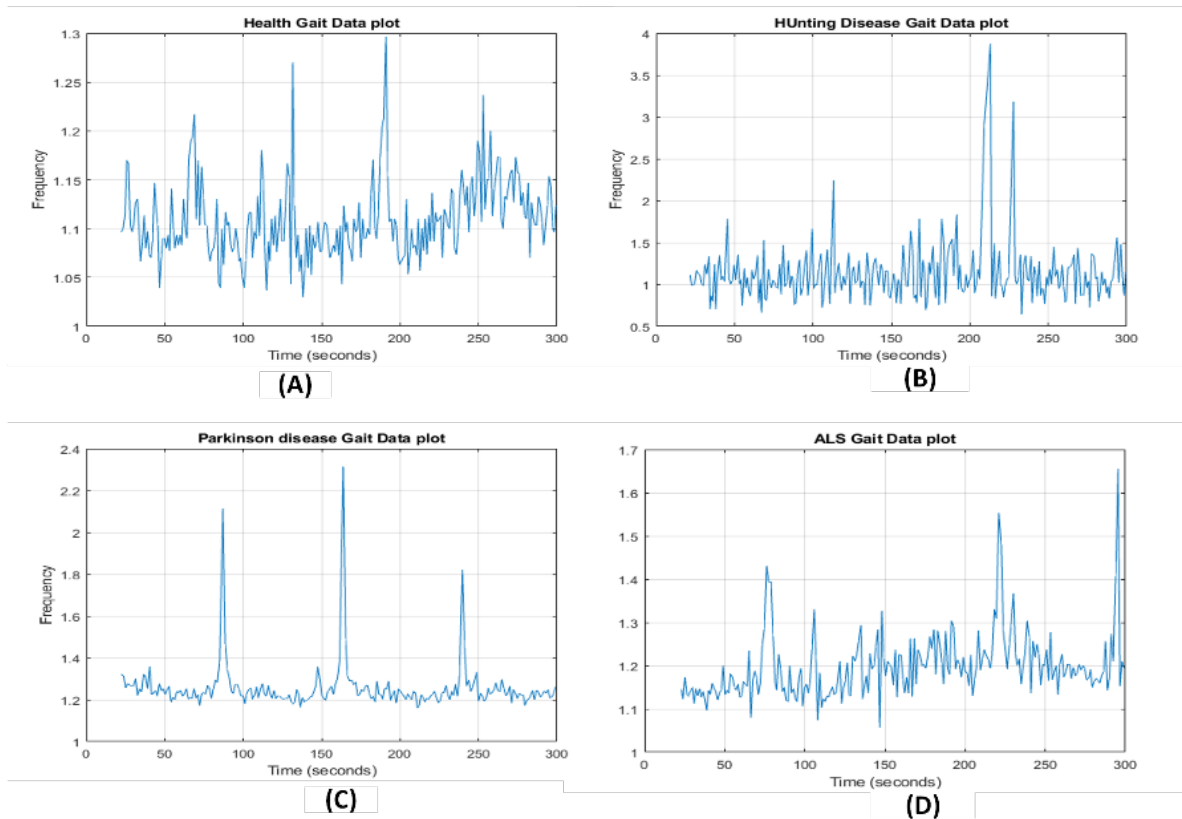 Health Gait Data plot
1.3
1.25
1.2
1.15
1.1
1.05
1
Frequency
0 50 100 150 200 250 300
Time (seconds)
(A)
HUnting Disease Gait Data plot
4
3.5
3
2.5
2
1.5
1
0.5
Frequency
0 50 100 150 200 250 300
Time (seconds)
(B)
Parkinson disease Gait Data plot
2.4
2.2
2
1.8
1.6
1.4
1.2
1
Frequency
0 50 100 150 200 250 300
Time (seconds)
(C)
ALS Gait Data plot
1.7
1.6
1.5
1.4
1.3
1.2
1.1
1
0 50 100 150 200 250 300
Time (seconds)
(D)